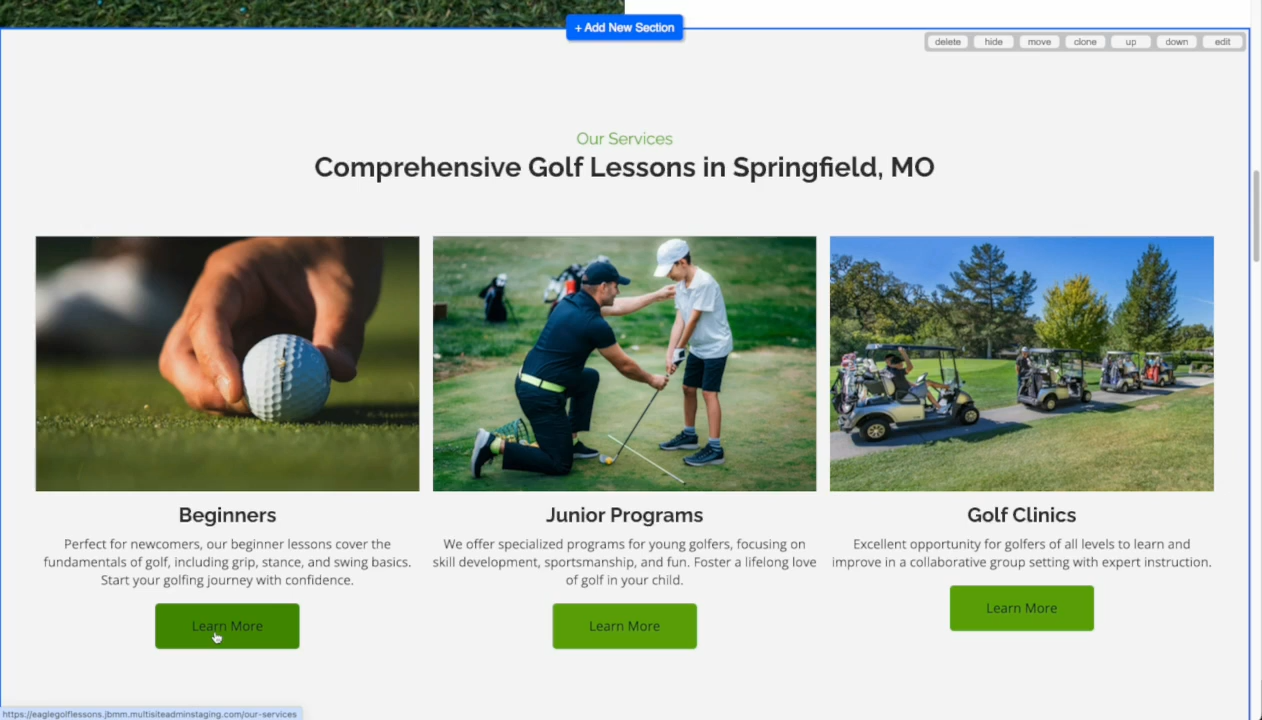 + Add New Section
delete hide move clone up down edit
Our Services
Comprehensive Golf Lessons in Springfield, MO
Beginners
Perfect for newcomers, our beginner lessons cover the
fundamentals of golf, including grip, stance, and swing basics.
Start your golfing journey with confidence.
Learn More
Junior Programs
We offer specialized programs for young golfers, focusing on
skill development, sportsmanship, and fun. Foster a lifelong love
of golf in your child.
Learn More
Golf Clinics
Excellent opportunity for golfers of all levels to learn and
improve in a collaborative group setting with expert instruction.
Learn More
https://eaglegolflessons.jbmm.multisiteadminstaging.com/our-services